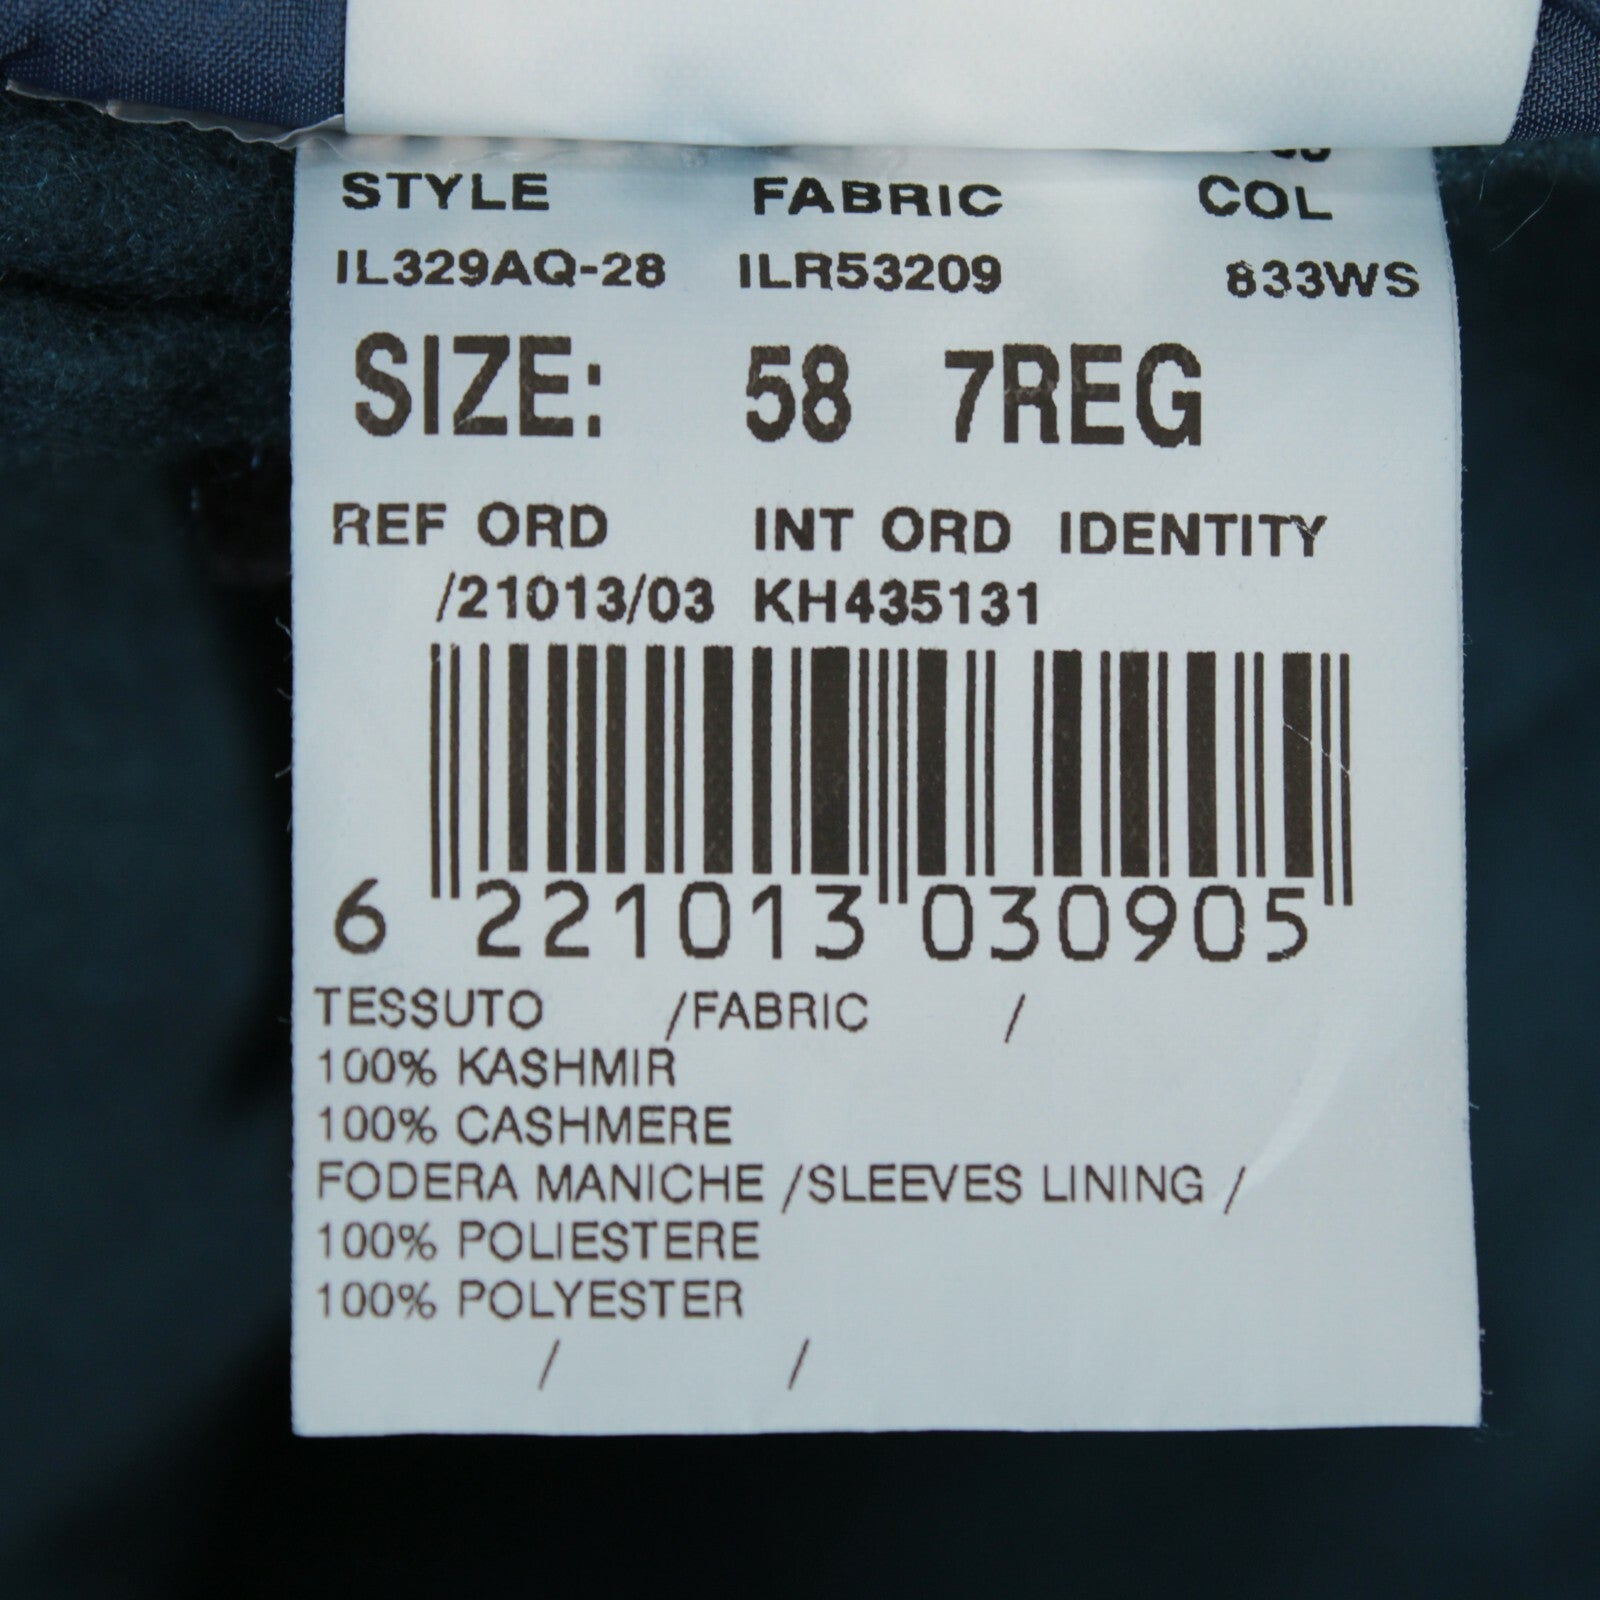 STYLE FABRIC COL
IL329AQ-28 ILR53209 833WS
SIZE: 58 7REG
REF ORD INT ORD IDENTITY
/21013/03 KH435131
6 221013 030905
TESSUTO /FABRIC /
100% KASHMIR
100% CASHMERE
FODERA MANICHE /SLEEVES LINING /
100% POLIESTERE
100% POLYESTER
/ /